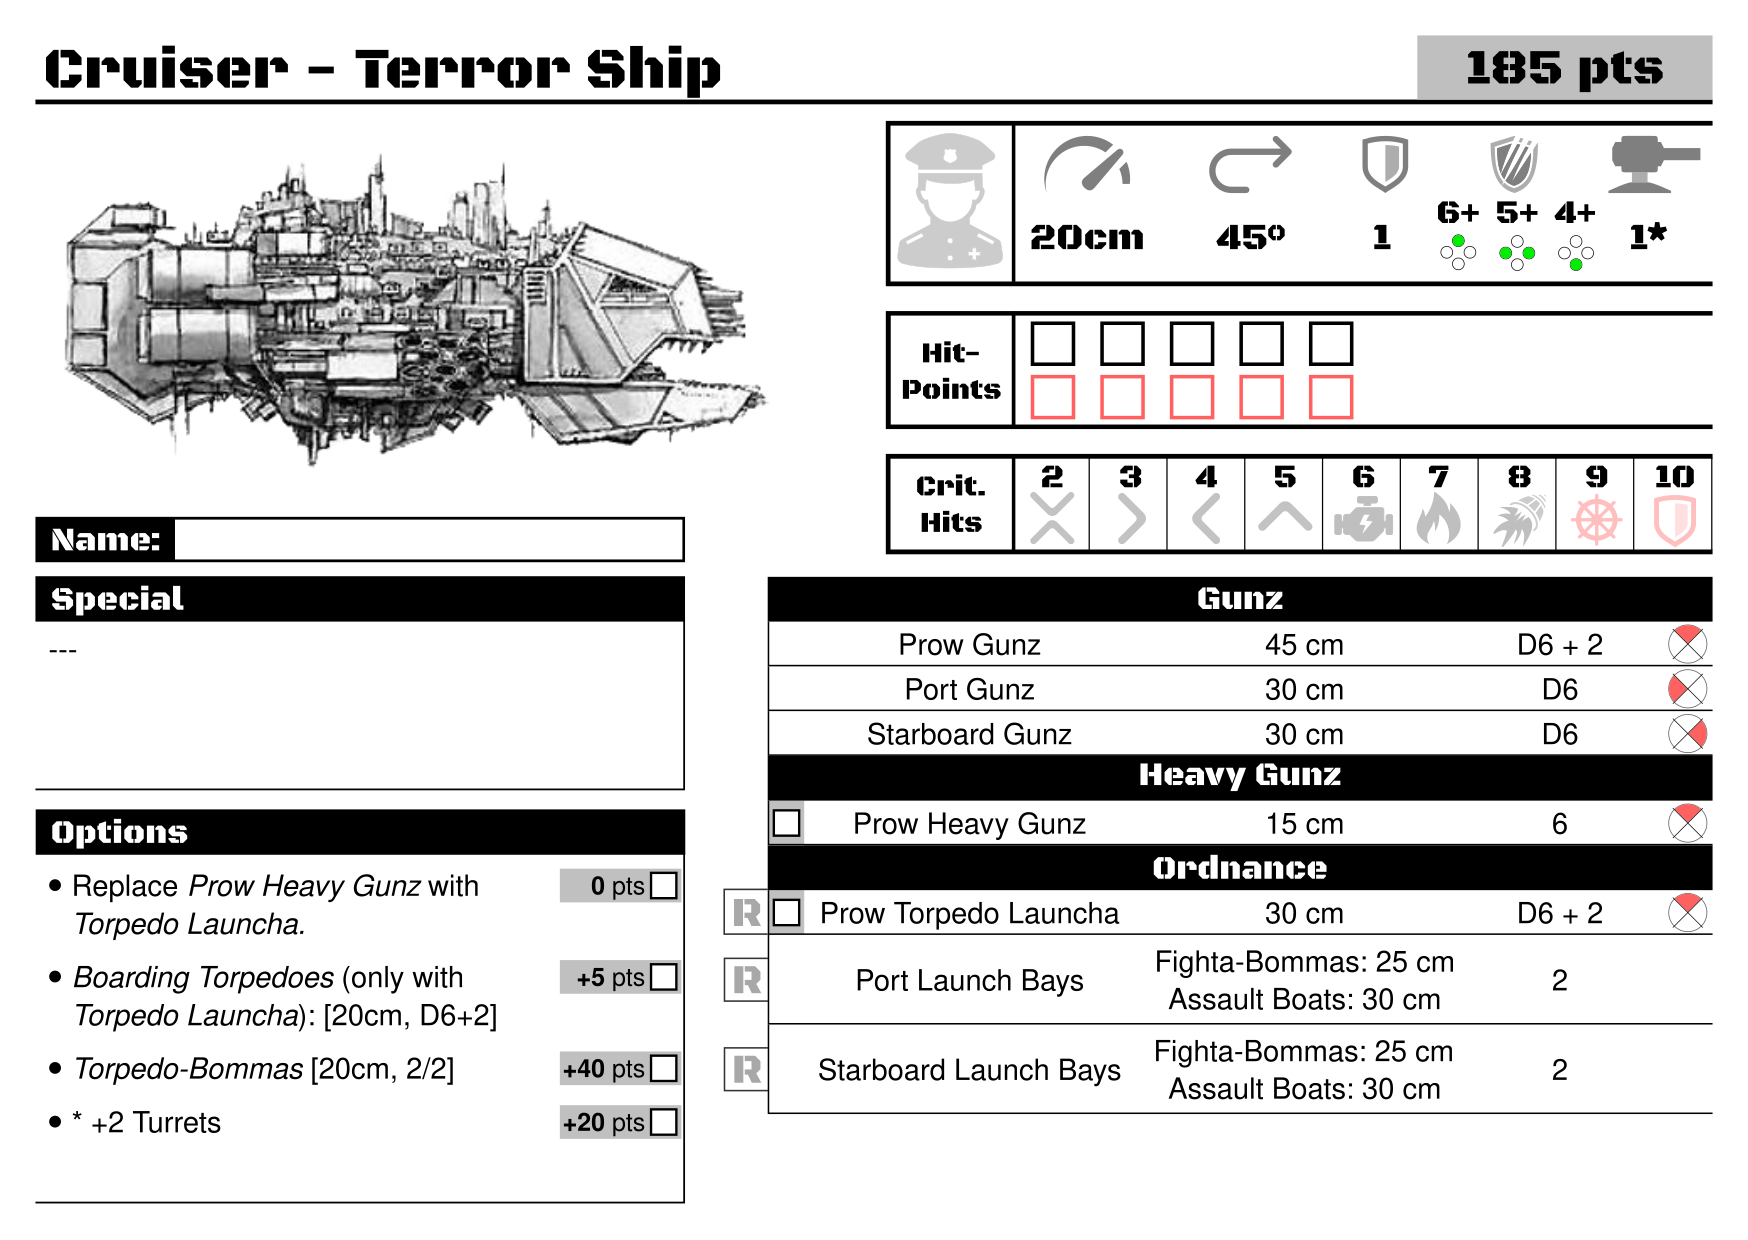 Cruiser - Terror Ship
185 pts
6+ 5+ 4+
20cm 45º 1 1*
Hit-
Points
Crit.
Hits
2 3 4 5 6 7 8 9 10
Name:
Special
---
Options
• Replace Prow Heavy Gunz with
Torpedo Launcha.
0 pts
• Boarding Torpedoes (only with
Torpedo Launcha): [20cm, D6+2]
+5 pts
• Torpedo-Bommas [20cm, 2/2]
+40 pts
• * +2 Turrets
+20 pts
Gunz
Prow Gunz 45 cm D6 + 2
Port Gunz 30 cm D6
Starboard Gunz 30 cm D6
Heavy Gunz
Prow Heavy Gunz 15 cm 6
Ordnance
R Prow Torpedo Launcha 30 cm D6 + 2
R Port Launch Bays Fighta-Bommas: 25 cm
Assault Boats: 30 cm 2
R Starboard Launch Bays Fighta-Bommas: 25 cm
Assault Boats: 30 cm 2